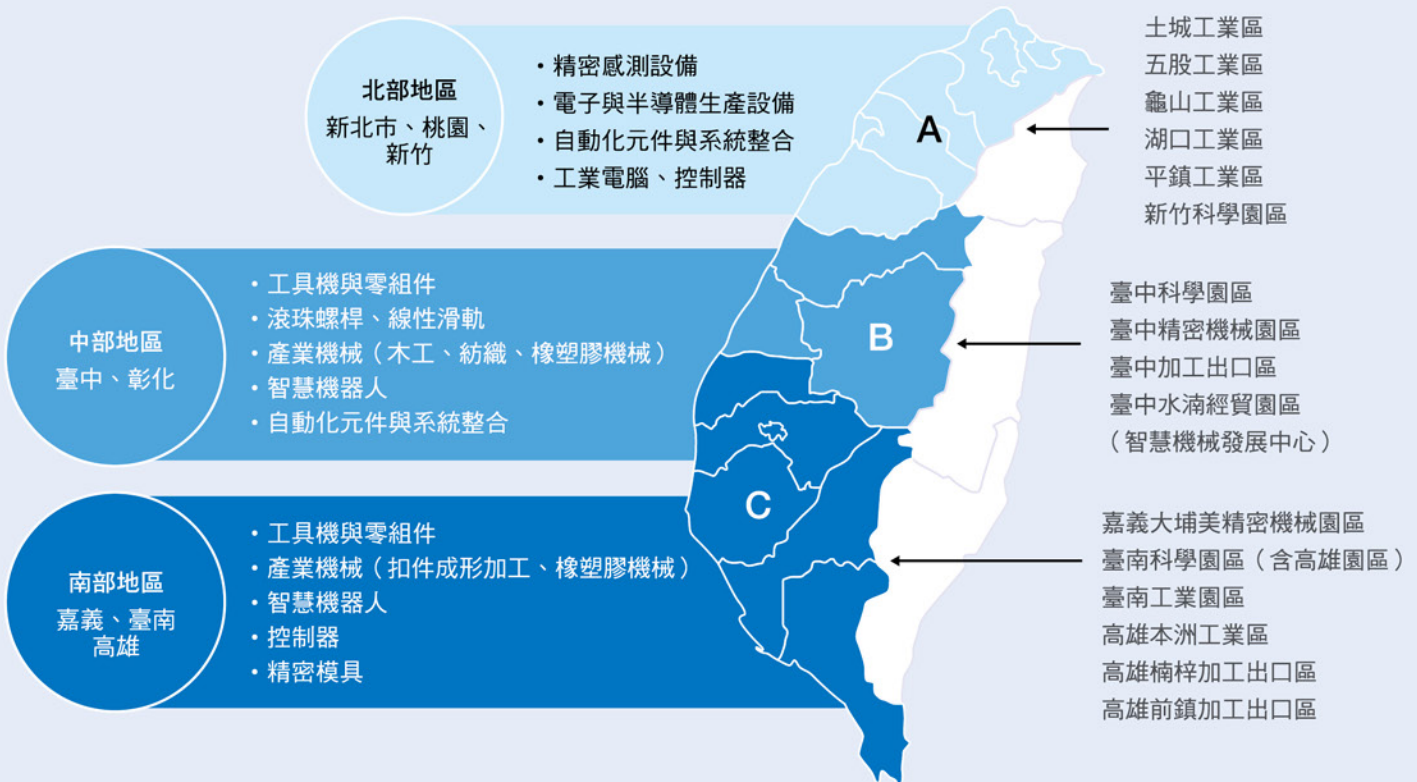 北部地區
新北市、桃園、
新竹
・精密感測設備
・電子與半導體生產設備
・自動化元件與系統整合
・工業電腦、控制器
A
土城工業區
五股工業區
龜山工業區
湖口工業區
平鎮工業區
新竹科學園區
中部地區
臺中、彰化
・工具機與零組件
・滾珠螺桿、線性滑軌
・產業機械（木工、紡織、橡塑膠機械）
・智慧機器人
・自動化元件與系統整合
B
臺中科學園區
臺中精密機械園區
臺中加工出口區
臺中水湳經貿園區
（智慧機械發展中心）
南部地區
嘉義、臺南
高雄
・工具機與零組件
・產業機械（扣件成形加工、橡塑膠機械）
・智慧機器人
・控制器
・精密模具
C
嘉義大埔美精密機械園區
臺南科學園區（含高雄園區）
臺南工業園區
高雄本洲工業區
高雄楠梓加工出口區
高雄前鎮加工出口區